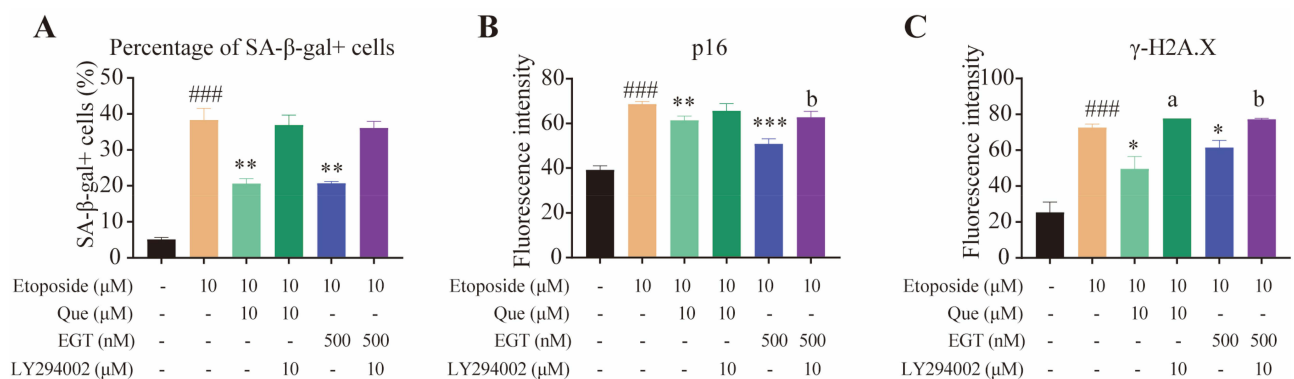 A
Percentage of SA-β-gal+ cells
SA-β-gal+ cells (%)
50
40
30
20
10
0
###
**
**
Etoposide (μM) - 10 10 10 10 10
Que (μM) - - 10 10 - -
EGT (nM) - - - - 500 500
LY294002 (μM) - - - 10 - 10
B
p16
Fluorescence intensity
80
60
40
20
0
###
**
***
b
Etoposide (μM) - 10 10 10 10 10
Que (μM) - - 10 10 - -
EGT (nM) - - - - 500 500
LY294002 (μM) - - - 10 - 10
C
γ-H2A.X
Fluorescence intensity
100
80
60
40
20
0
###
*
a
*
b
Etoposide (μM) - 10 10 10 10 10
Que (μM) - - 10 10 - -
EGT (nM) - - - - 500 500
LY294002 (μM) - - - 10 - 10